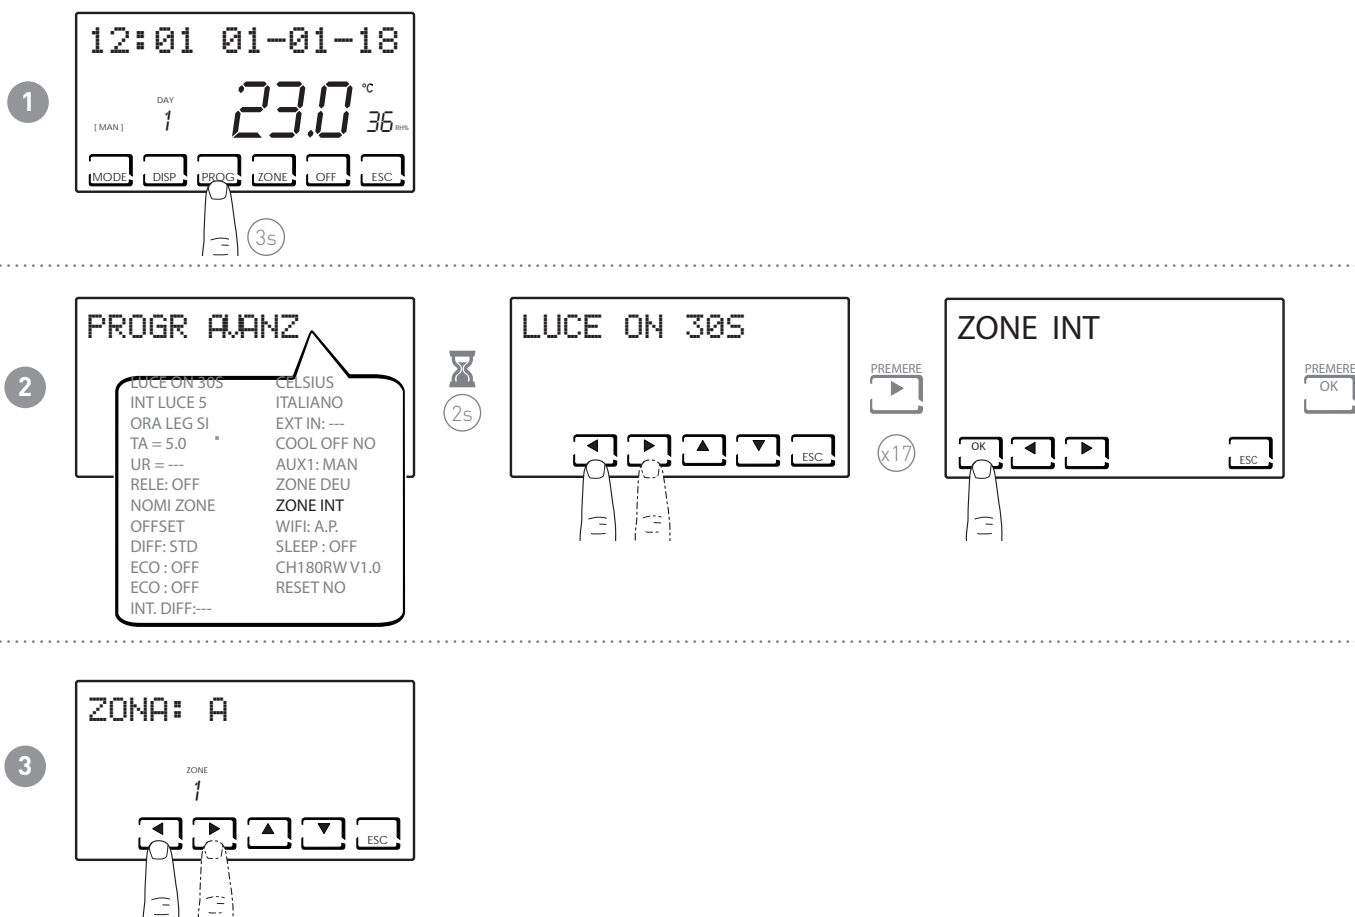 1
12:01 01-01-18
DAY
[ MAN ]
1
23.0
°C
36
RH%
MODE
DISP
PROG
ZONE
OFF
ESC
3s
2
PROGR AVANZ
LUCE ON 30S
INT LUCE 5
ORA LEG SI
TA = 5.0 °
UR = ---
RELE: OFF
NOMI ZONE
OFFSET
DIFF: STD
ECO : OFF
ECO : OFF
INT. DIFF:---
CELSIUS
ITALIANO
EXT IN: ---
COOL OFF NO
AUX1: MAN
ZONE DEU
ZONE INT
WIFI: A.P.
SLEEP : OFF
CH180RW V1.0
RESET NO
2s
LUCE ON 30S
ESC
PREMERE
x17
ZONE INT
OK
ESC
PREMERE
OK
3
ZONA: A
ZONE
1
ESC